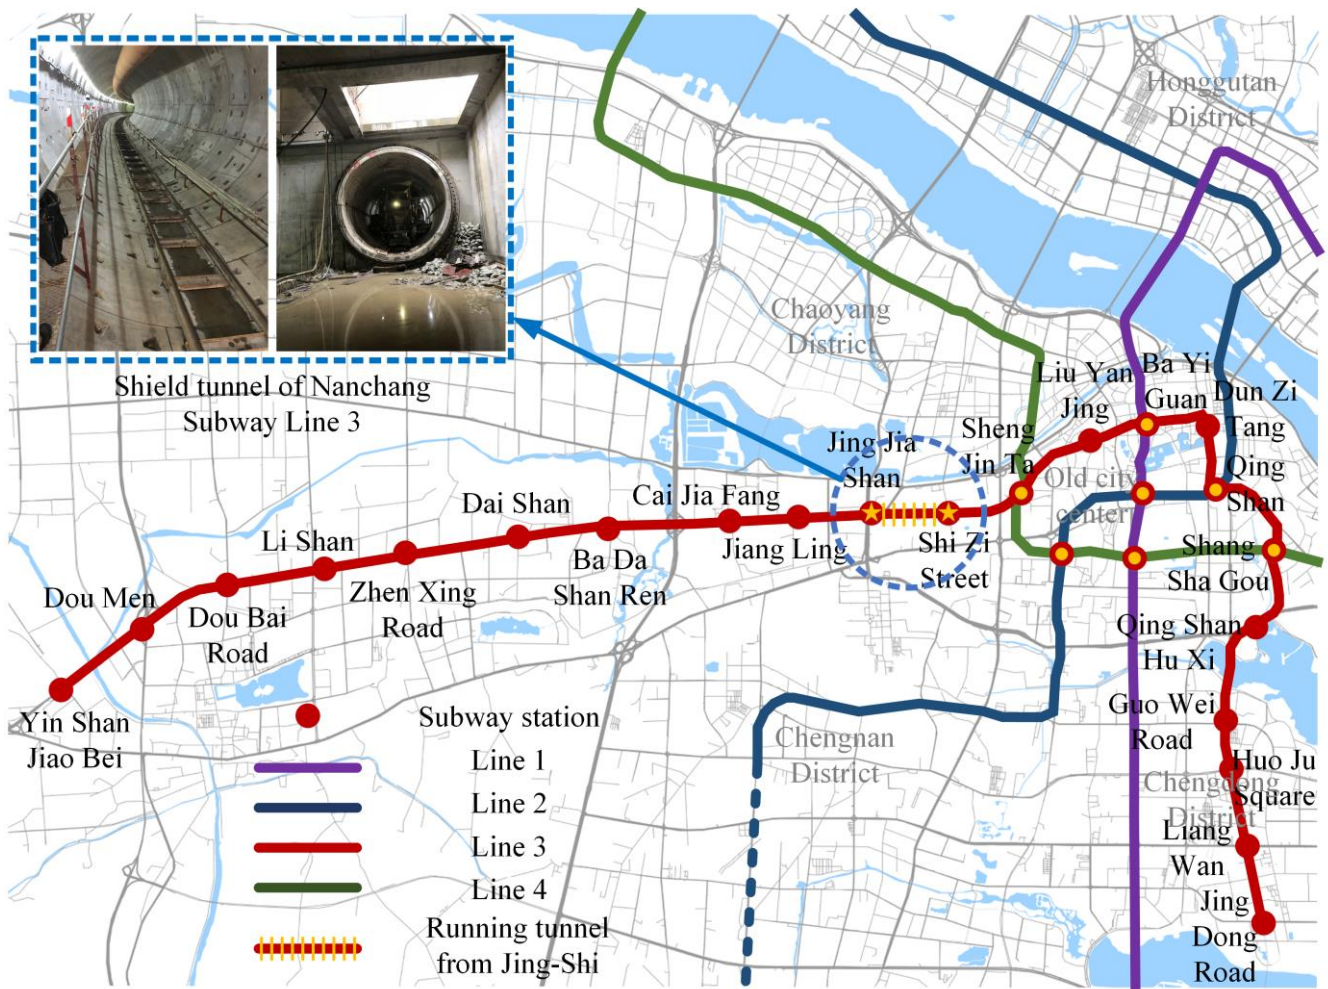 Honggutan
District
Shield tunnel of Nanchang
Subway Line 3
Chaoyang
District
Liu Yan
Jing
Ba Yi
Guan
Dun Zi
Tang
Jing Jia
Shan
Sheng
Jin Ta
Qing
Shan
Old city
center
Dai Shan
Cai Jia Fang
Li Shan
Jiang Ling
Shi Zi
Street
Ba Da
Shan Ren
Zhen Xing
Road
Shang
Sha Gou
Dou Men
Dou Bai
Road
Qing Shan
Hu Xi
Yin Shan
Jiao Bei
Guo Wei
Road
Chengnan
District
Huo Ju
Square
Chengdong
District
Liang
Wan
Jing
Dong
Road
Subway station
Line 1
Line 2
Line 3
Line 4
Running tunnel
from Jing-Shi